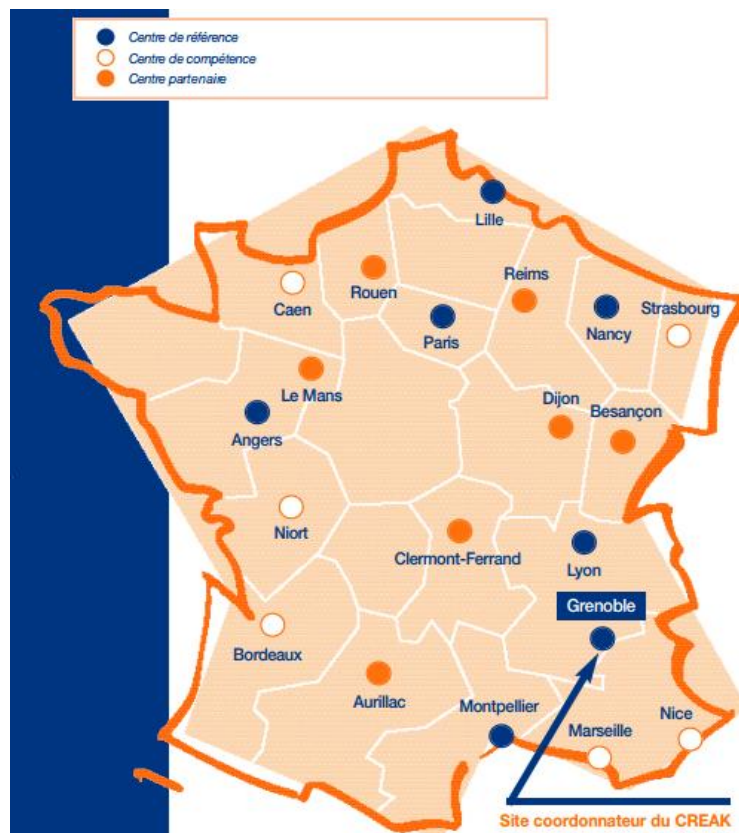 Centre de référence
Centre de compétence
Centre partenaire
Lille
Rouen
Reims
Caen
Strasbourg
Paris
Nancy
Le Mans
Dijon
Besançon
Angers
Niort
Clermont-Ferrand
Lyon
Grenoble
Bordeaux
Aurillac
Montpellier
Nice
Marseille
Site coordonnateur du CREAK